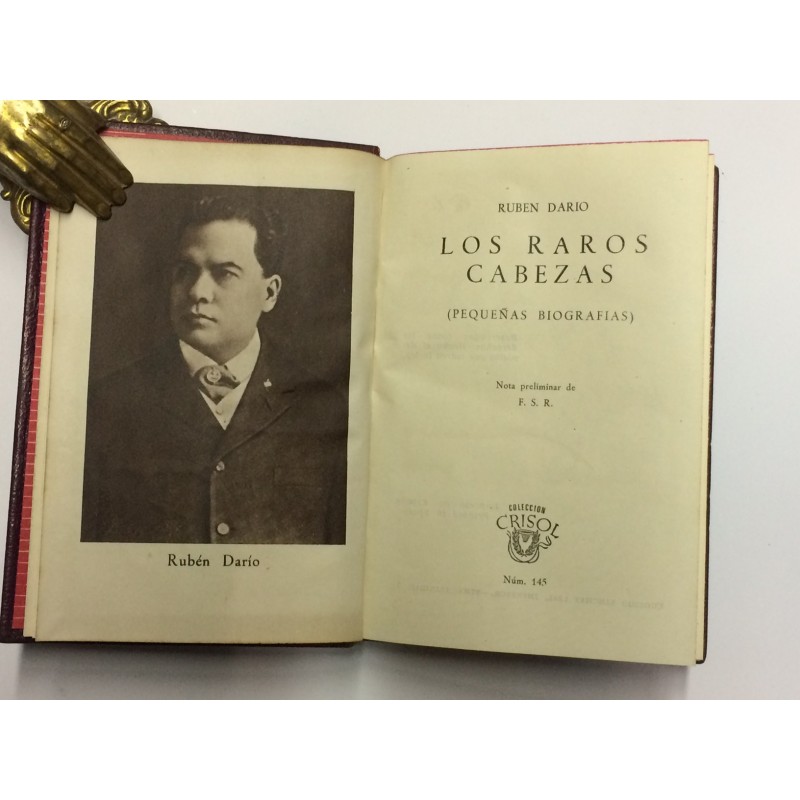 Rubén Darío
RUBEN DARIO
LOS RAROS
CABEZAS
(PEQUEÑAS BIOGRAFIAS)
Nota preliminar de
F. S. R.
COLECCION
CRISOL
Núm. 145